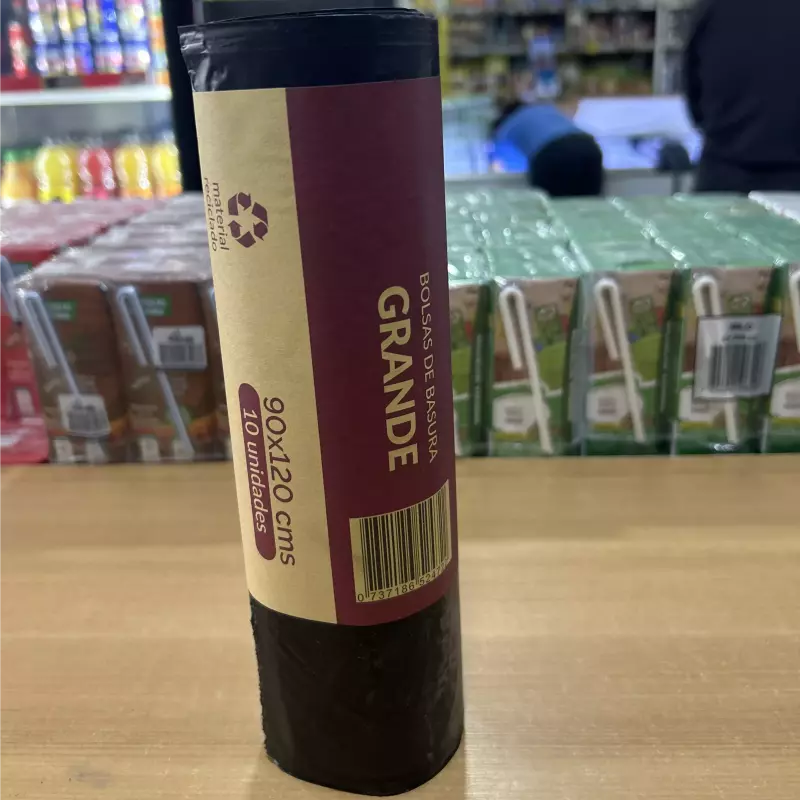 material
reciclado
BOLSAS DE BASURA
GRANDE
90x120 cms
10 unidades